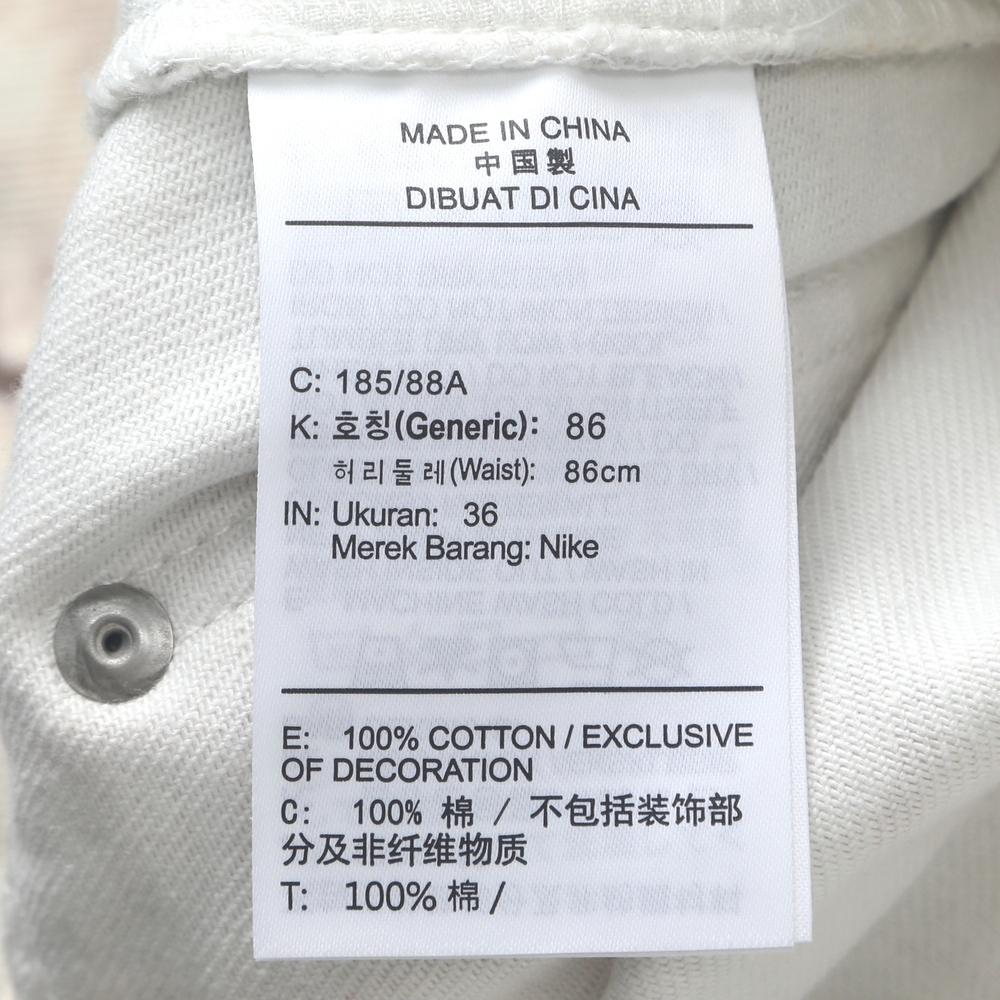 MADE IN CHINA
中国製
DIBUAT DI CINA
C: 185/88A
K: 호칭(Generic): 86
허리둘레(Waist): 86cm
IN: Ukuran: 36
Merek Barang: Nike
E: 100% COTTON / EXCLUSIVE
OF DECORATION
C: 100% 棉 / 不包括装饰部
分及非纤维物质
T: 100% 棉 /